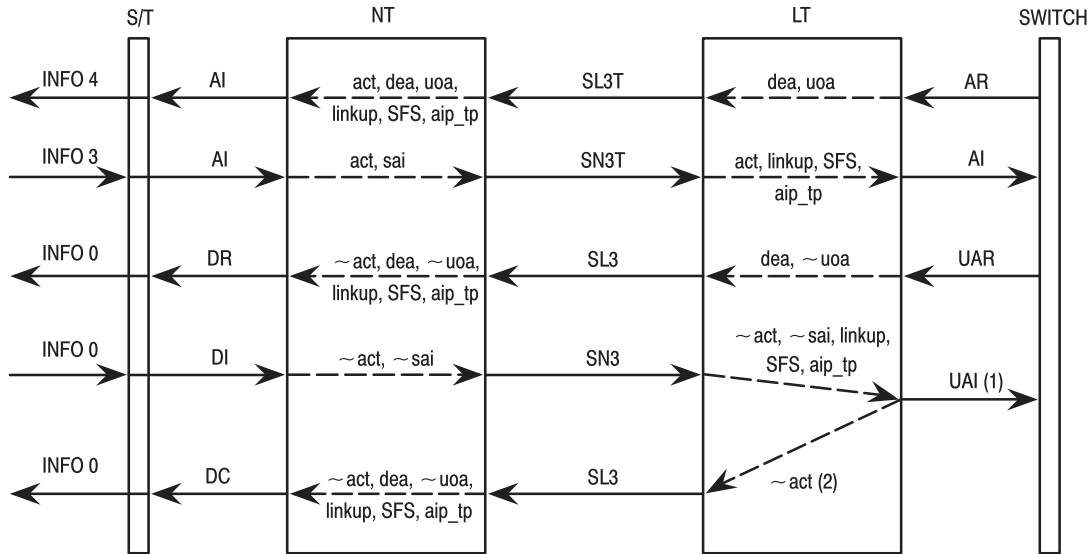 S/T NT LT SWITCH
INFO 4 AI act, dea, uoa, SL3T dea, uoa AR
linkup, SFS, aip_tp
INFO 3 AI act, sai SN3T act, linkup, SFS, AI
aip_tp
INFO 0 DR ~act, dea, ~uoa, SL3 dea, ~uoa UAR
linkup, SFS, aip_tp
~act, ~sai, linkup,
INFO 0 DI ~act, ~sai SN3 SFS, aip_tp
UAI (1)
INFO 0 DC ~act, dea, ~uoa, SL3 ~act (2)
linkup, SFS, aip_tp